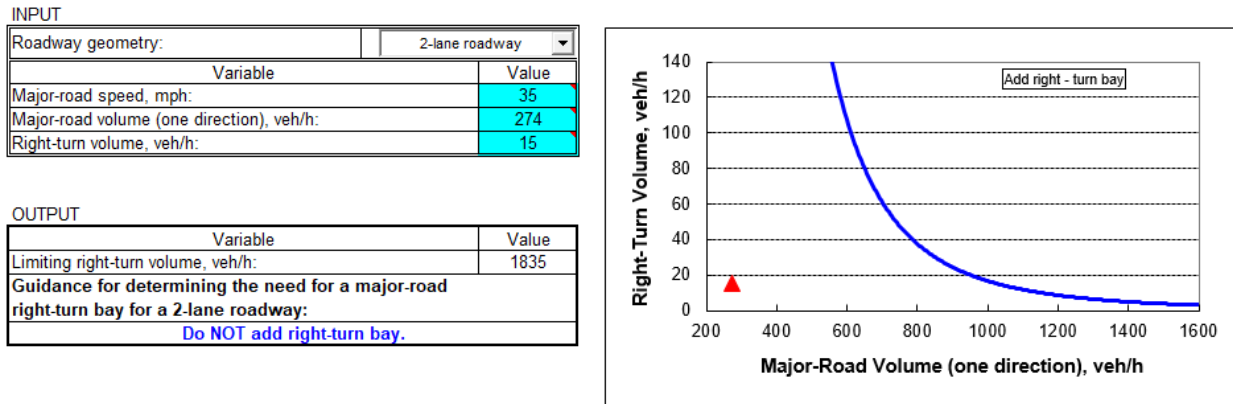 INPUT
Roadway geometry: 2-lane roadway
Variable Value
Major-road speed, mph: 35
Major-road volume (one direction), veh/h: 274
Right-turn volume, veh/h: 15
OUTPUT
Variable Value
Limiting right-turn volume, veh/h: 1835
Guidance for determining the need for a major-road
right-turn bay for a 2-lane roadway:
Do NOT add right-turn bay.
Right-Turn Volume, veh/h
140
120
100
80
60
40
20
0
Add right - turn bay
200 400 600 800 1000 1200 1400 1600
Major-Road Volume (one direction), veh/h